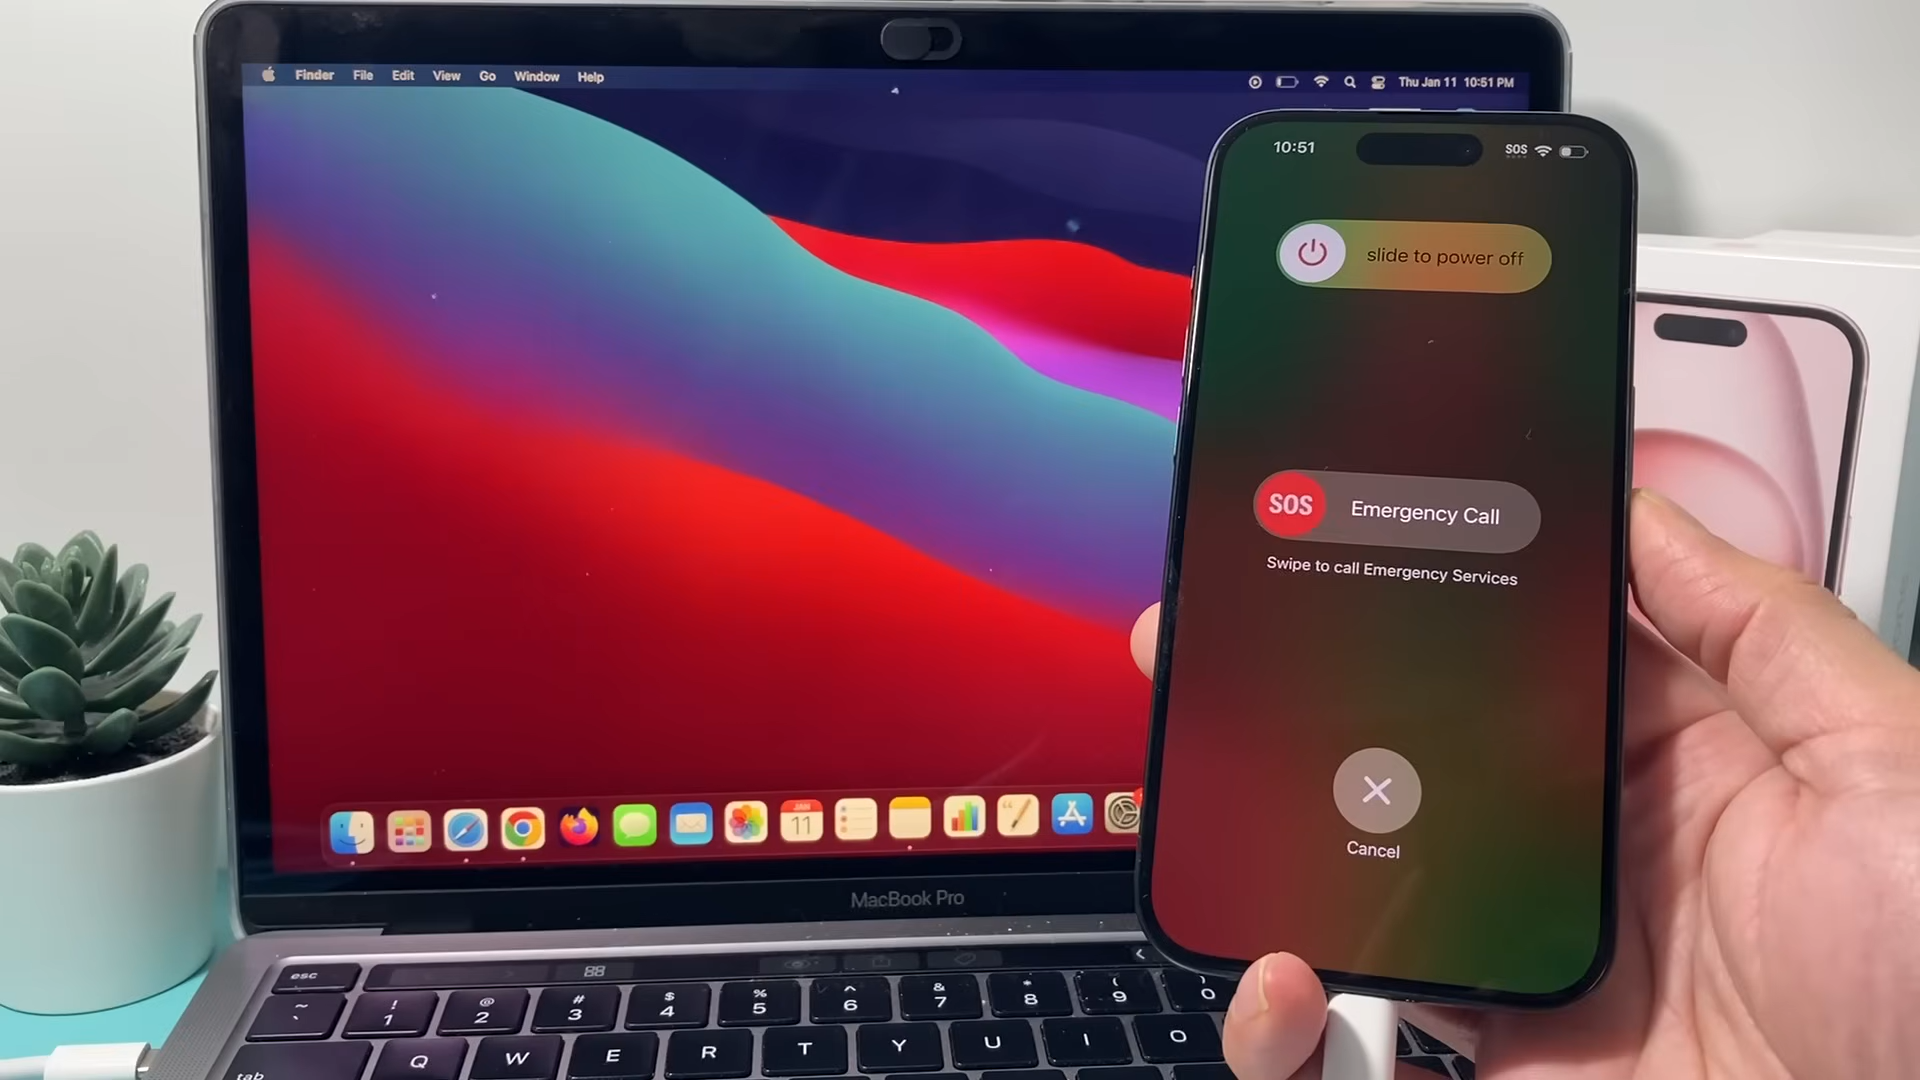 Finder File Edit View Go Window Help
Thu Jan 11 10:51 PM
10:51
SOS
slide to power off
SOS Emergency Call
Swipe to call Emergency Services
Cancel
JAN
11
MacBook Pro
esc
~ ! @ # $ % ^ & * ( )
` 1 2 3 4 5 6 7 8 9 0
tab Q W E R T Y U I O